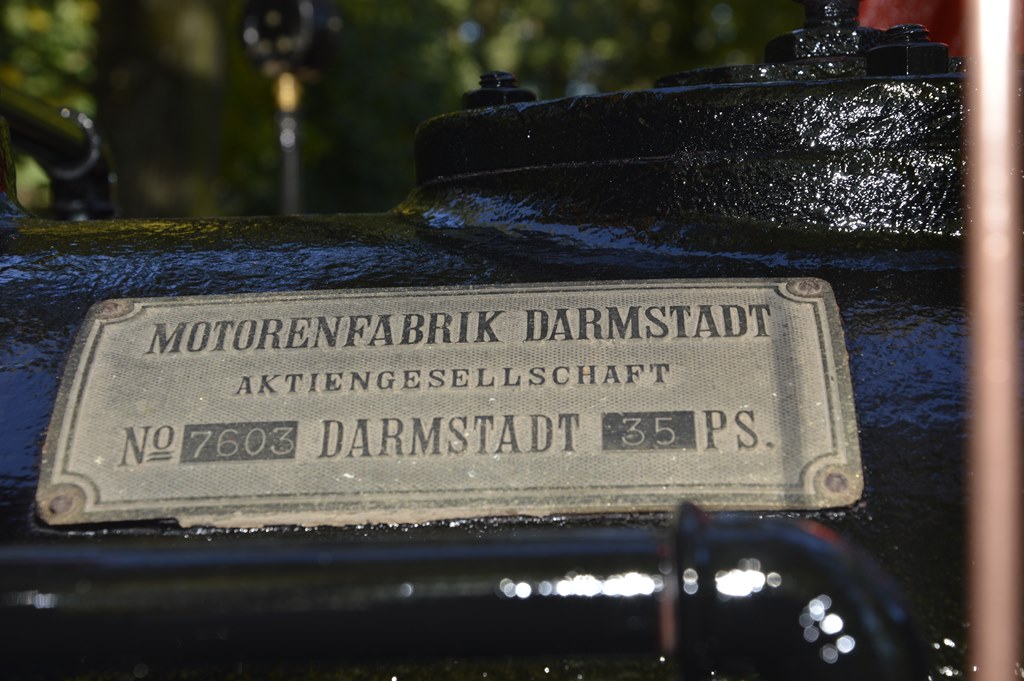 MOTORENFABRIK DARMSTADT
AKTIENGESELLSCHAFT
Nº 7603 DARMSTADT 35 PS.